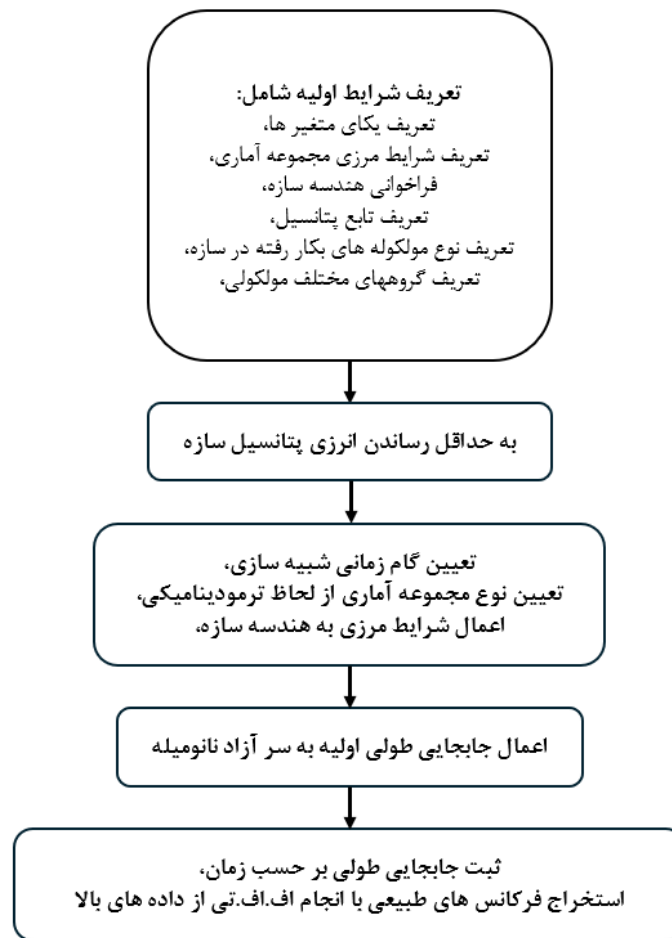 تعریف شرایط اولیه شامل:
تعریف یکای متغیر ها،
تعریف شرایط مرزی مجموعه آماری،
فراخوانی هندسه سازه،
تعریف تابع پتانسیل،
تعریف نوع مولکوله های بکار رفته در سازه،
تعریف گروههای مختلف مولکولی،
به حداقل رساندن انرژی پتانسیل سازه
تعیین گام زمانی شبیه سازی،
تعیین نوع مجموعه آماری از لحاظ ترمودینامیکی،
اعمال شرایط مرزی به هندسه سازه،
اعمال جابجایی طولی اولیه به سر آزاد نانومیله
ثبت جابجایی طولی بر حسب زمان،
استخراج فرکانس های طبیعی با انجام اف.اف.تی از داده های بالا